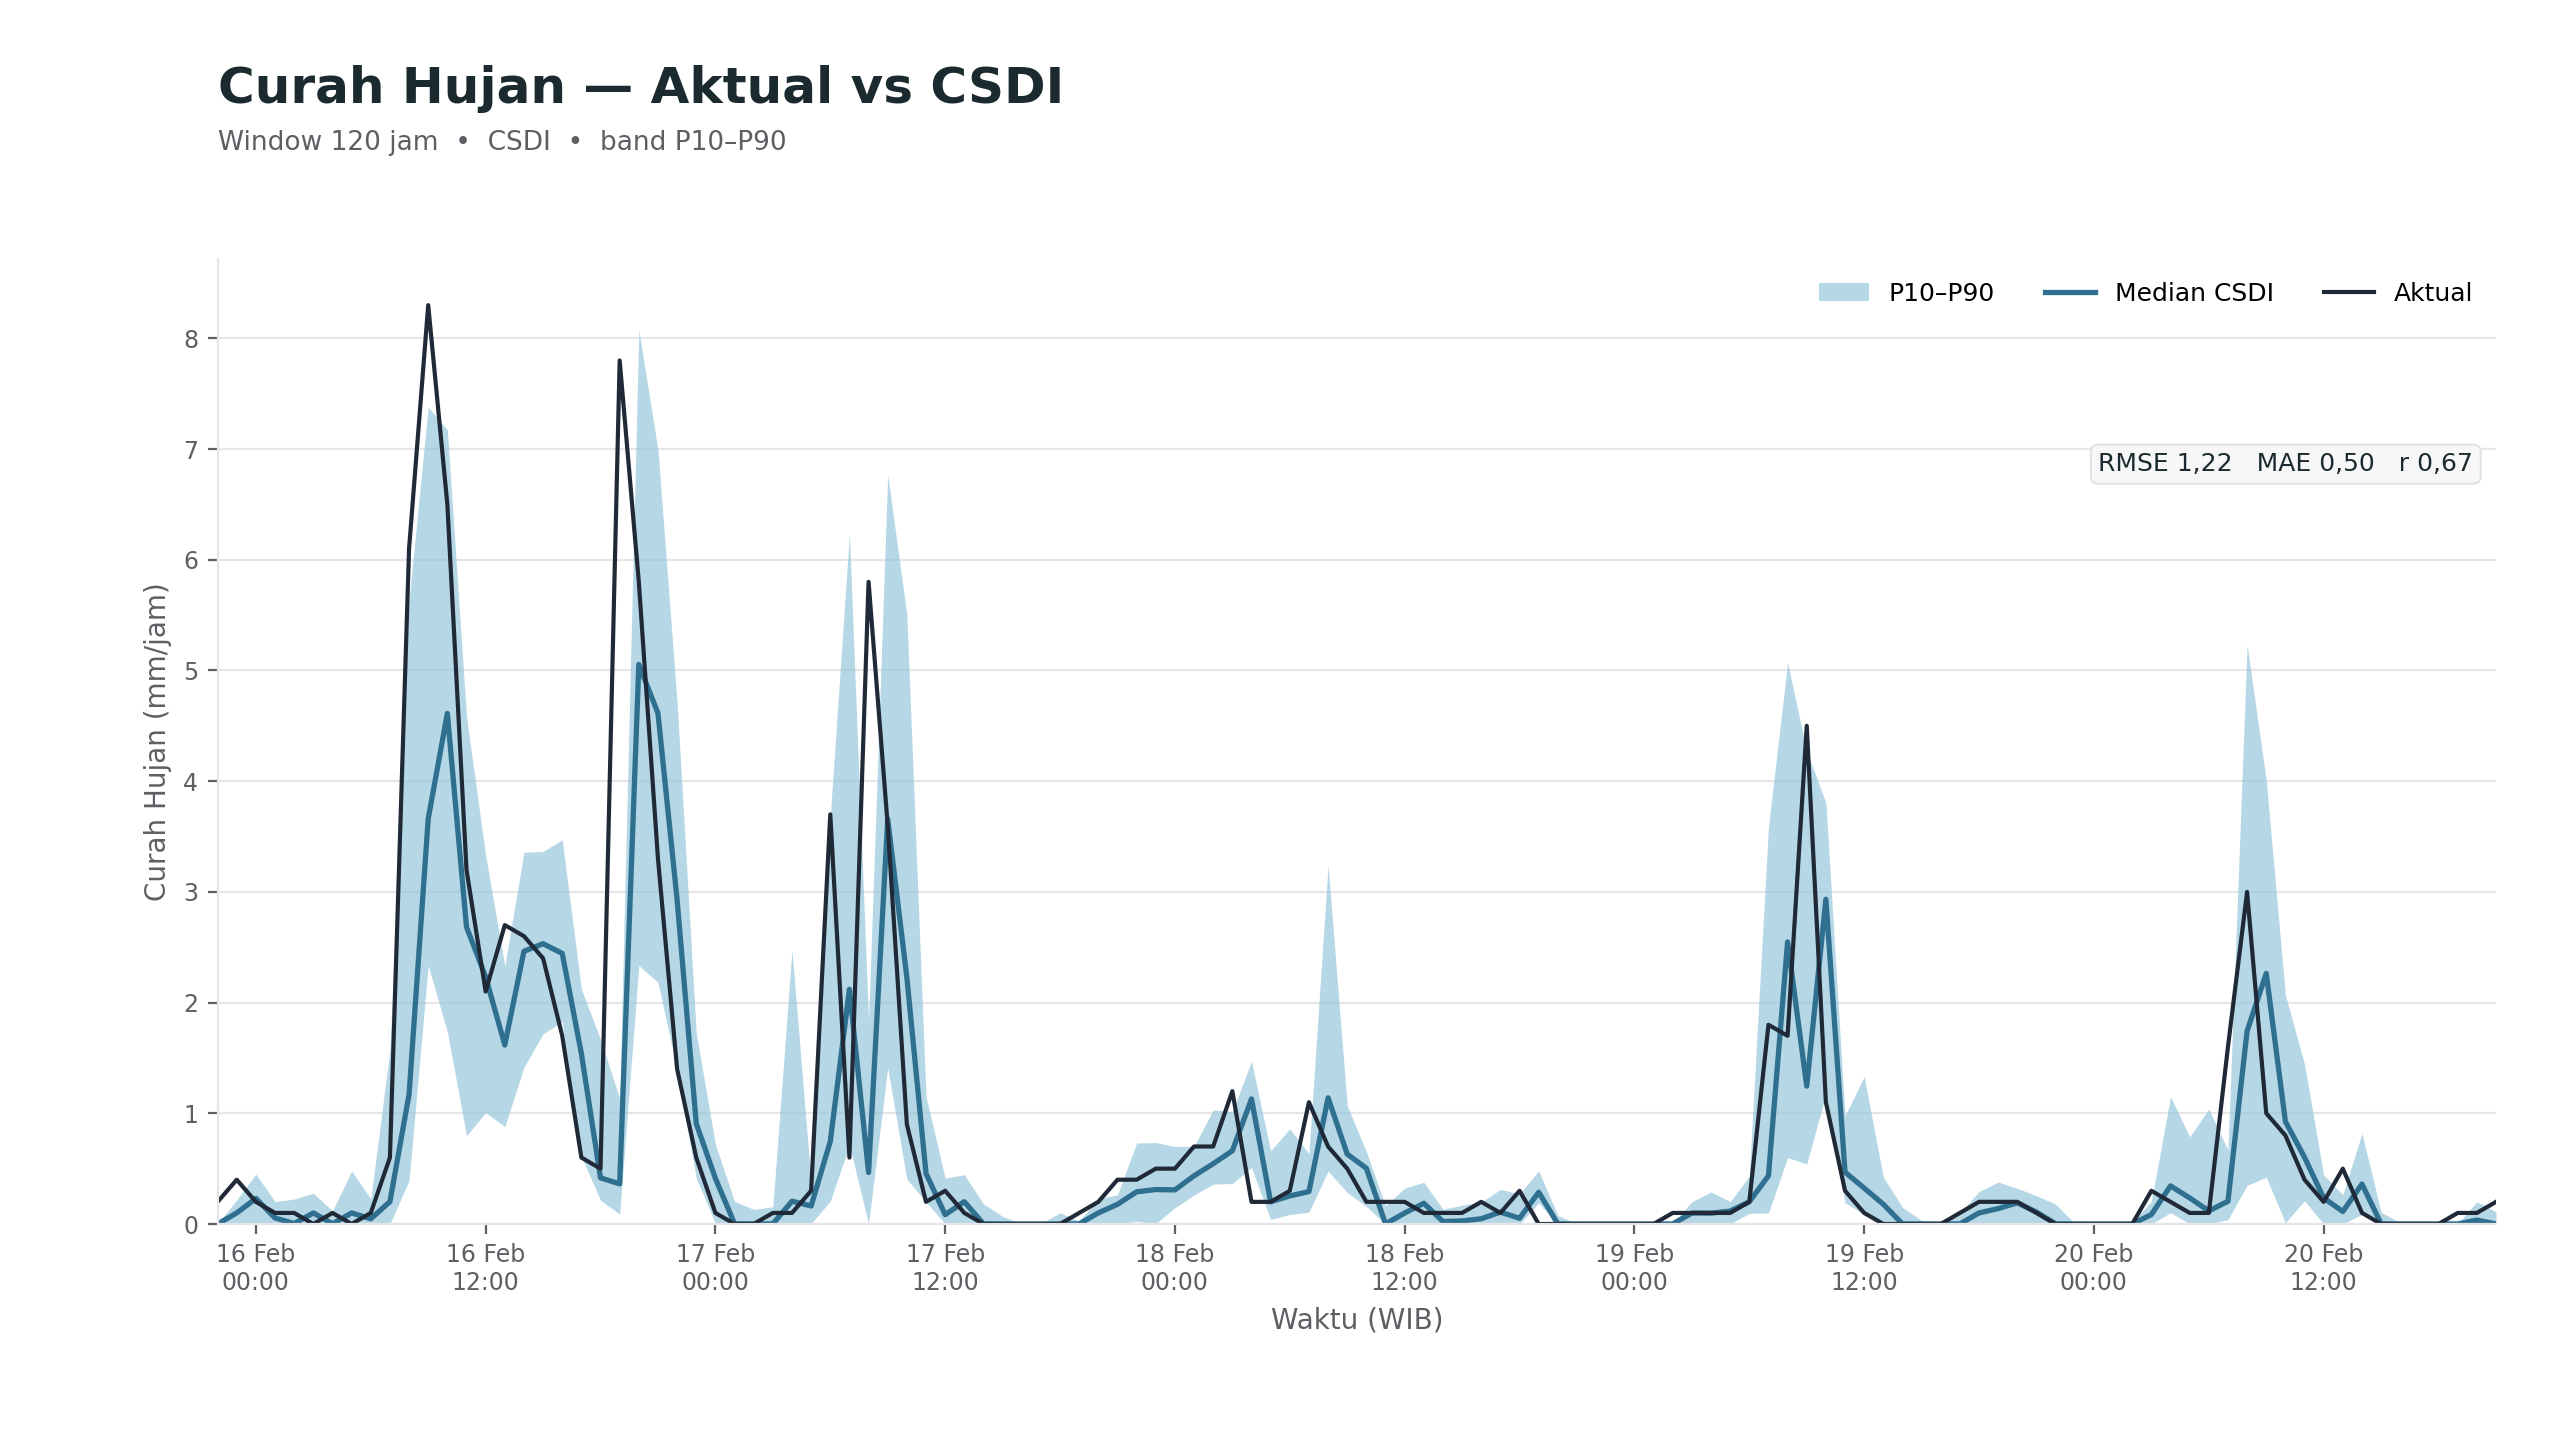 Curah Hujan — Aktual vs CSDI
Window 120 jam • CSDI • band P10–P90
P10–P90 Median CSDI Aktual
RMSE 1,22 MAE 0,50 r 0,67
Curah Hujan (mm/jam)
8
7
6
5
4
3
2
1
0
16 Feb 16 Feb 17 Feb 17 Feb 18 Feb 18 Feb 19 Feb 19 Feb 20 Feb 20 Feb
00:00 12:00 00:00 12:00 00:00 12:00 00:00 12:00 00:00 12:00
Waktu (WIB)